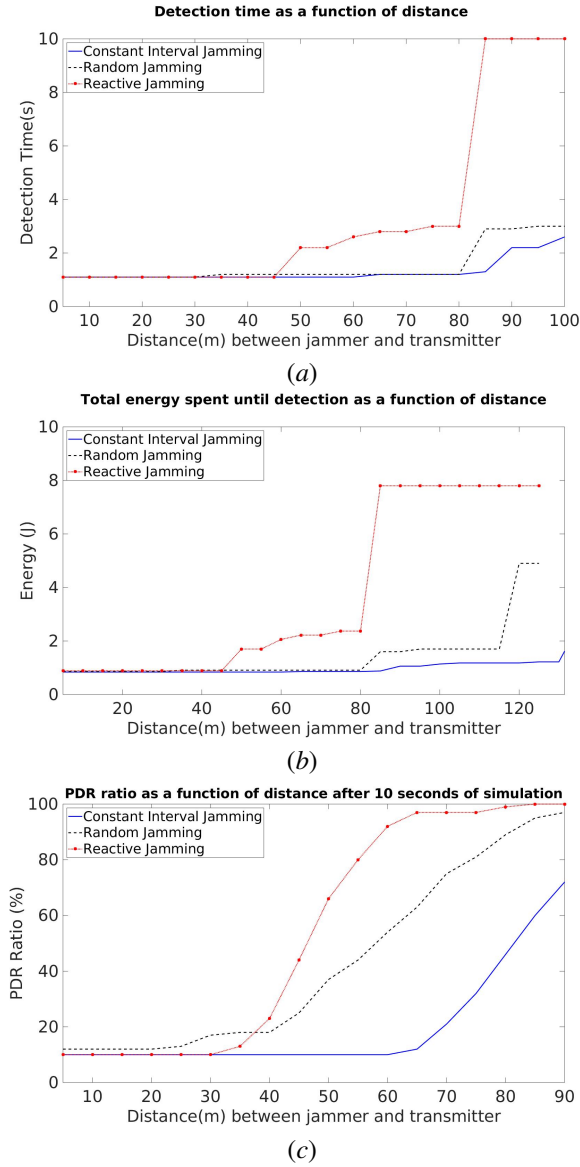 Detection time as a function of distance
10
8
6
4
2
0
Detection Time(s)
Constant Interval Jamming
Random Jamming
Reactive Jamming
10 20 30 40 50 60 70 80 90 100
Distance(m) between jammer and transmitter
(a)
Total energy spent until detection as a function of distance
10
8
6
4
2
0
Energy (J)
Constant Interval Jamming
Random Jamming
Reactive Jamming
20 40 60 80 100 120
Distance(m) between jammer and transmitter
(b)
PDR ratio as a function of distance after 10 seconds of simulation
100
80
60
40
20
0
PDR Ratio (%)
Constant Interval Jamming
Random Jamming
Reactive Jamming
10 20 30 40 50 60 70 80 90
Distance(m) between jammer and transmitter
(c)